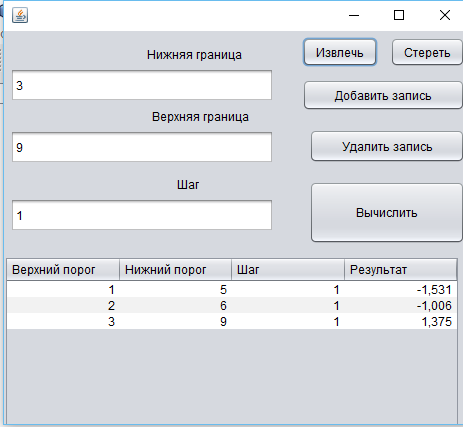 Нижняя граница
Извлечь
Стереть
3
Добавить запись
Верхняя граница
9
Удалить запись
Шаг
1
Вычислить
Верхний порог Нижний порог Шаг Результат
1 5 1 -1,531
2 6 1 -1,006
3 9 1 1,375